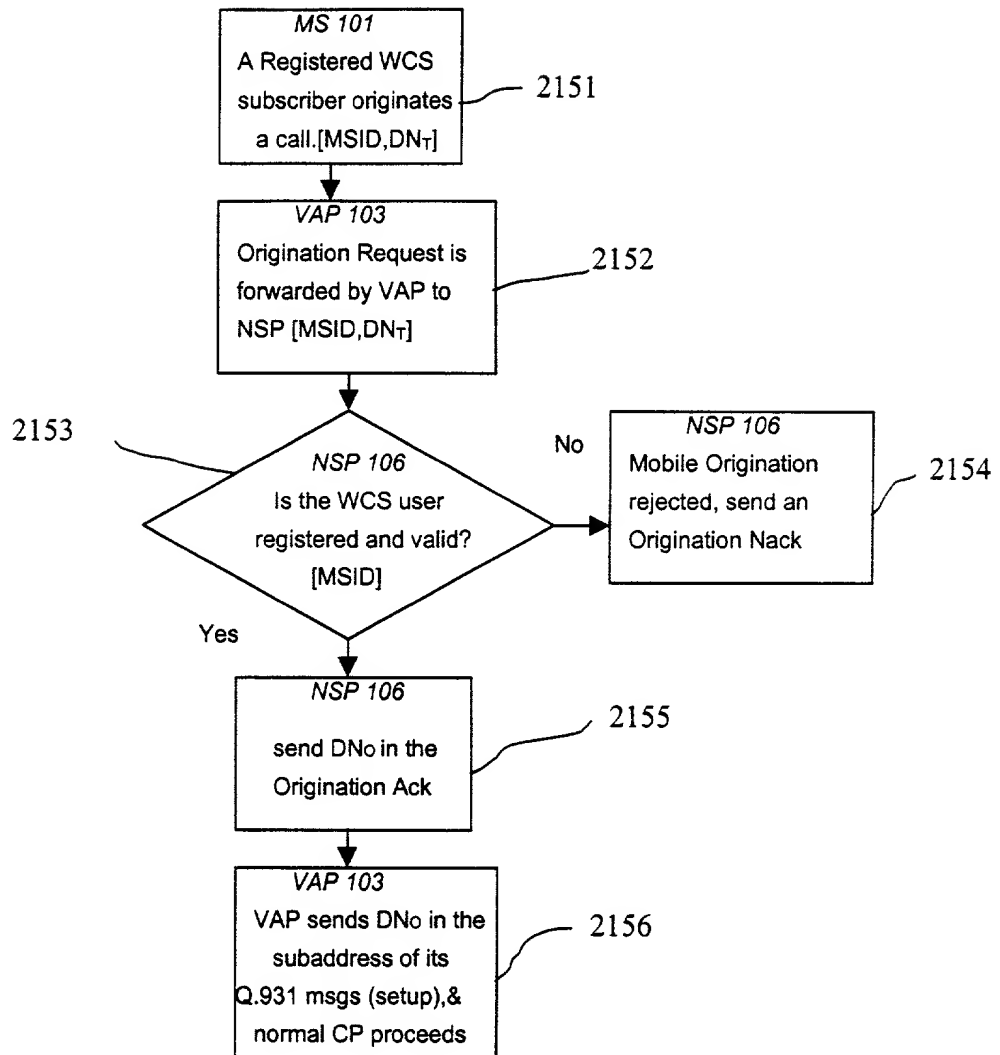 MS 101
A Registered WCS
subscriber originates
a call.[MSID,DNT]
2151
VAP 103
Origination Request is
forwarded by VAP to
NSP [MSID,DNT]
2152
2153
NSP 106
Is the WCS user
registered and valid?
[MSID]
No
NSP 106
Mobile Origination
rejected, send an
Origination Nack
2154
Yes
NSP 106
send DNO in the
Origination Ack
2155
VAP 103
VAP sends DNO in the
subaddress of its
Q.931 msgs (setup),&
normal CP proceeds
2156